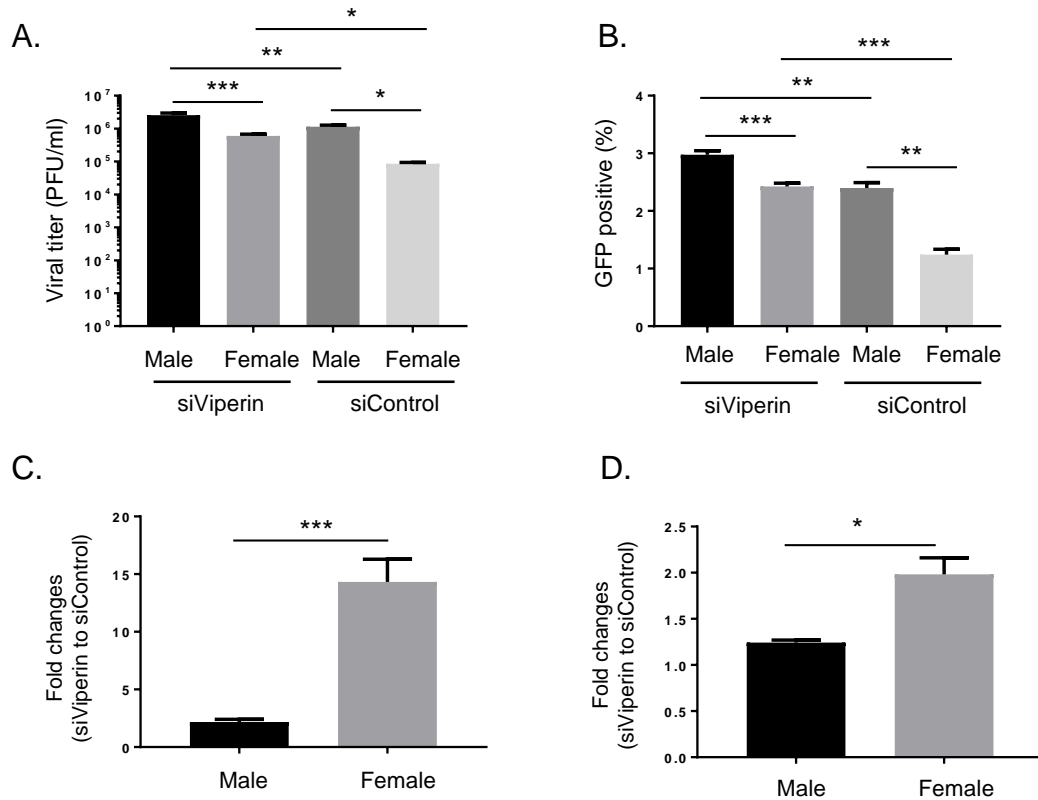 A.
*
**
***
*
Viral titer (PFU/ml)
10⁷
10⁶
10⁵
10⁴
10³
10²
10¹
10⁰
Male Female Male Female
siViperin siControl
B.
***
**
***
**
GFP positive (%)
4
3
2
1
0
Male Female Male Female
siViperin siControl
C.
***
Fold changes
(siViperin to siControl)
20
15
10
5
0
Male Female
D.
*
Fold changes
(siViperin to siControl)
2.5
2.0
1.5
1.0
0.5
0.0
Male Female